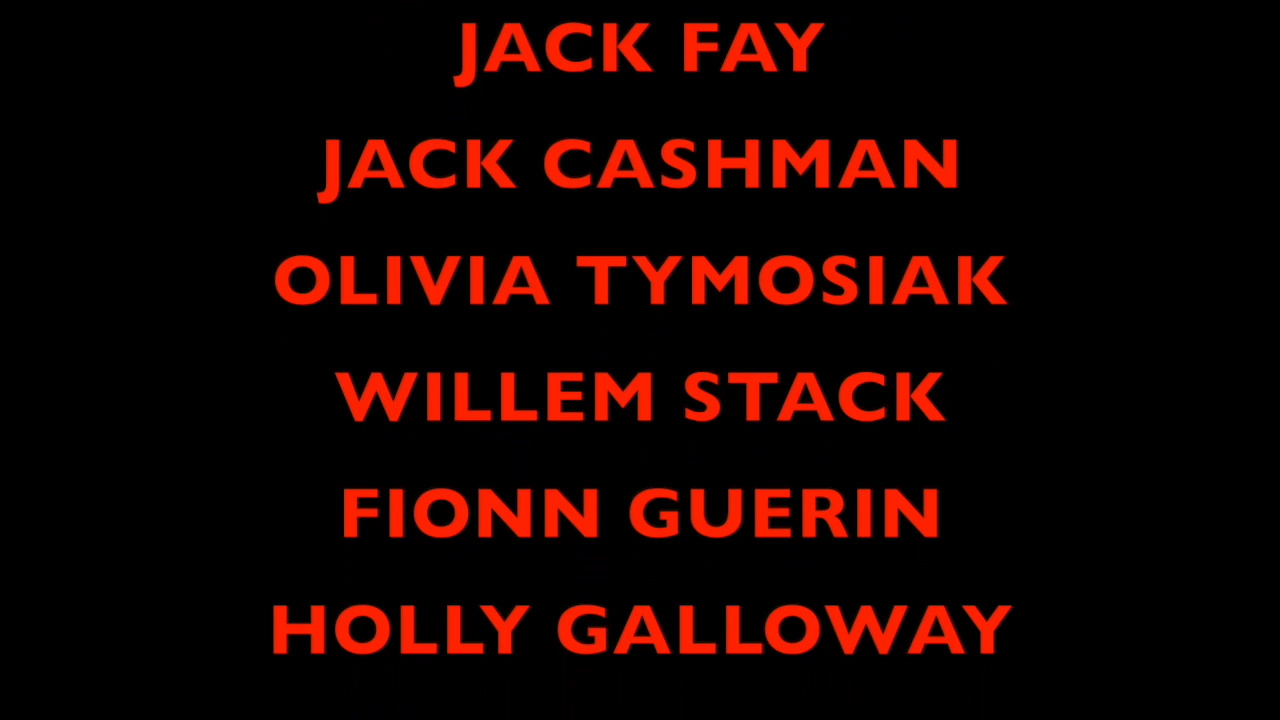 JACK FAY
JACK CASHMAN
OLIVIA TYMOSIAK
WILLEM STACK
FIONN GUERIN
HOLLY GALLOWAY